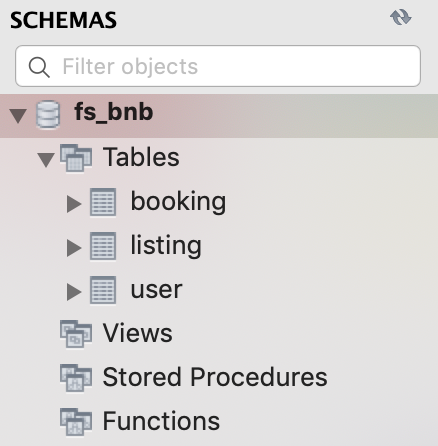 SCHEMAS
Filter objects
fs_bnb
Tables
booking
listing
user
Views
Stored Procedures
Functions